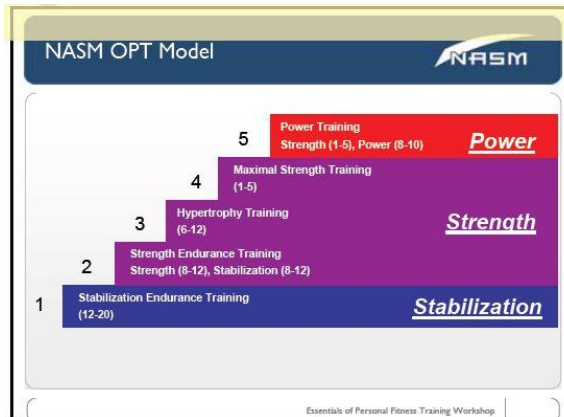 NASM OPT Model
NASM
5
Power Training
Strength (1-5), Power (8-10)
Power
4
Maximal Strength Training
(1-5)
3
Hypertrophy Training
(6-12)
Strength
2
Strength Endurance Training
Strength (8-12), Stabilization (8-12)
1
Stabilization Endurance Training
(12-20)
Stabilization
Essentials of Personal Fitness Training Workshop